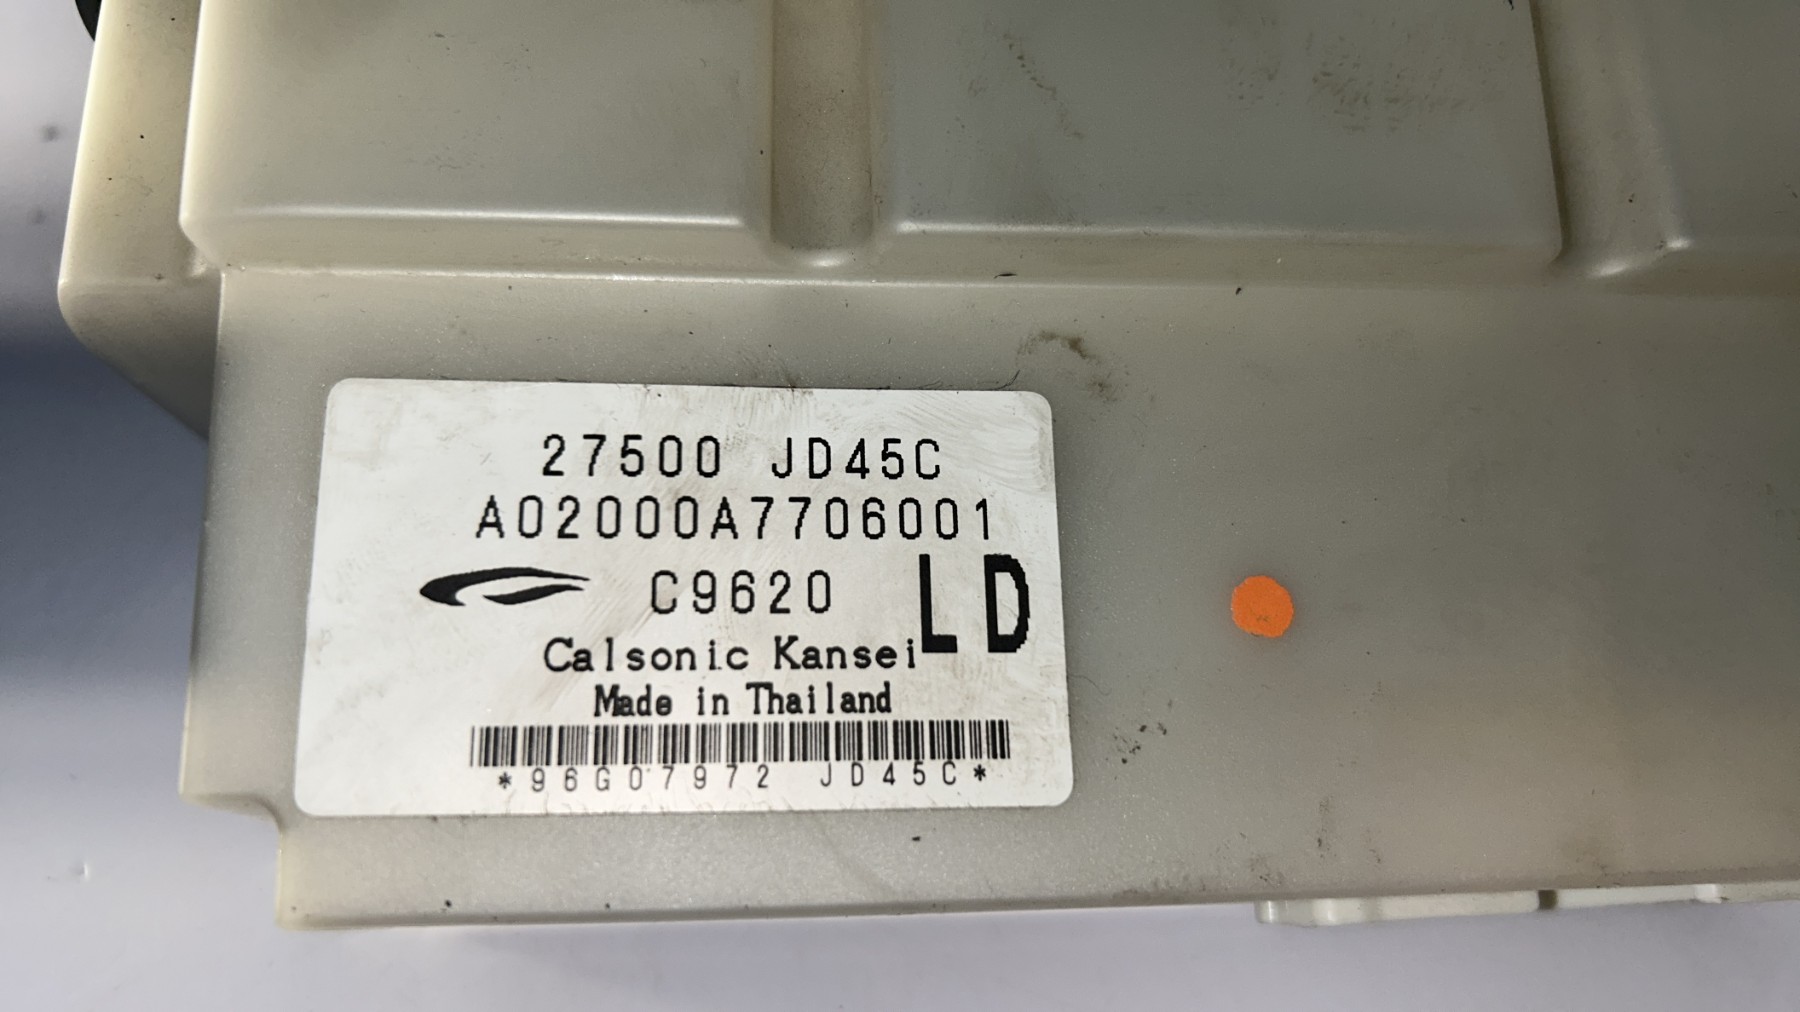 27500 JD45C
A02000A7706001
C9620 LD
Calsonic Kansei
Made in Thailand
*96G07972 JD45C*